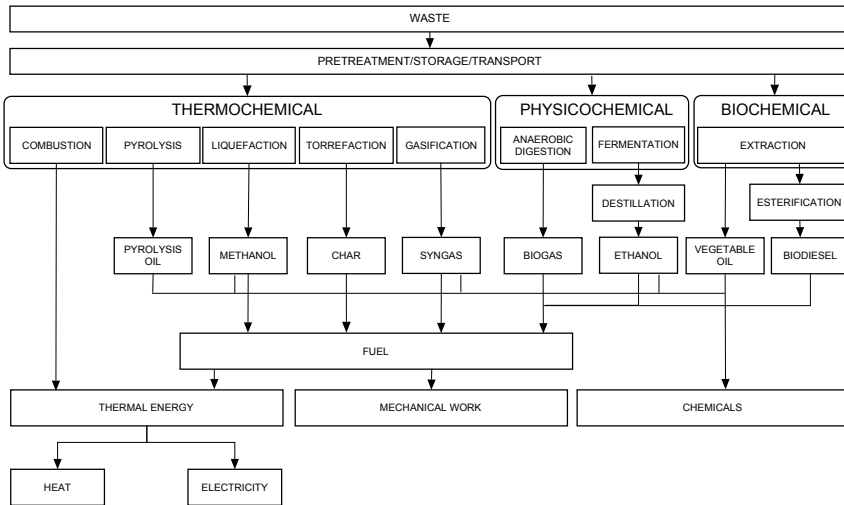 WASTE
PRETREATMENT/STORAGE/TRANSPORT
THERMOCHEMICAL
PHYSICOCHEMICAL
BIOCHEMICAL
COMBUSTION
PYROLYSIS
LIQUEFACTION
TORREFACTION
GASIFICATION
ANAEROBIC
DIGESTION
FERMENTATION
EXTRACTION
DESTILLATION
ESTERIFICATION
PYROLYSIS
OIL
METHANOL
CHAR
SYNGAS
BIOGAS
ETHANOL
VEGETABLE
OIL
BIODIESEL
FUEL
THERMAL ENERGY
MECHANICAL WORK
CHEMICALS
HEAT
ELECTRICITY